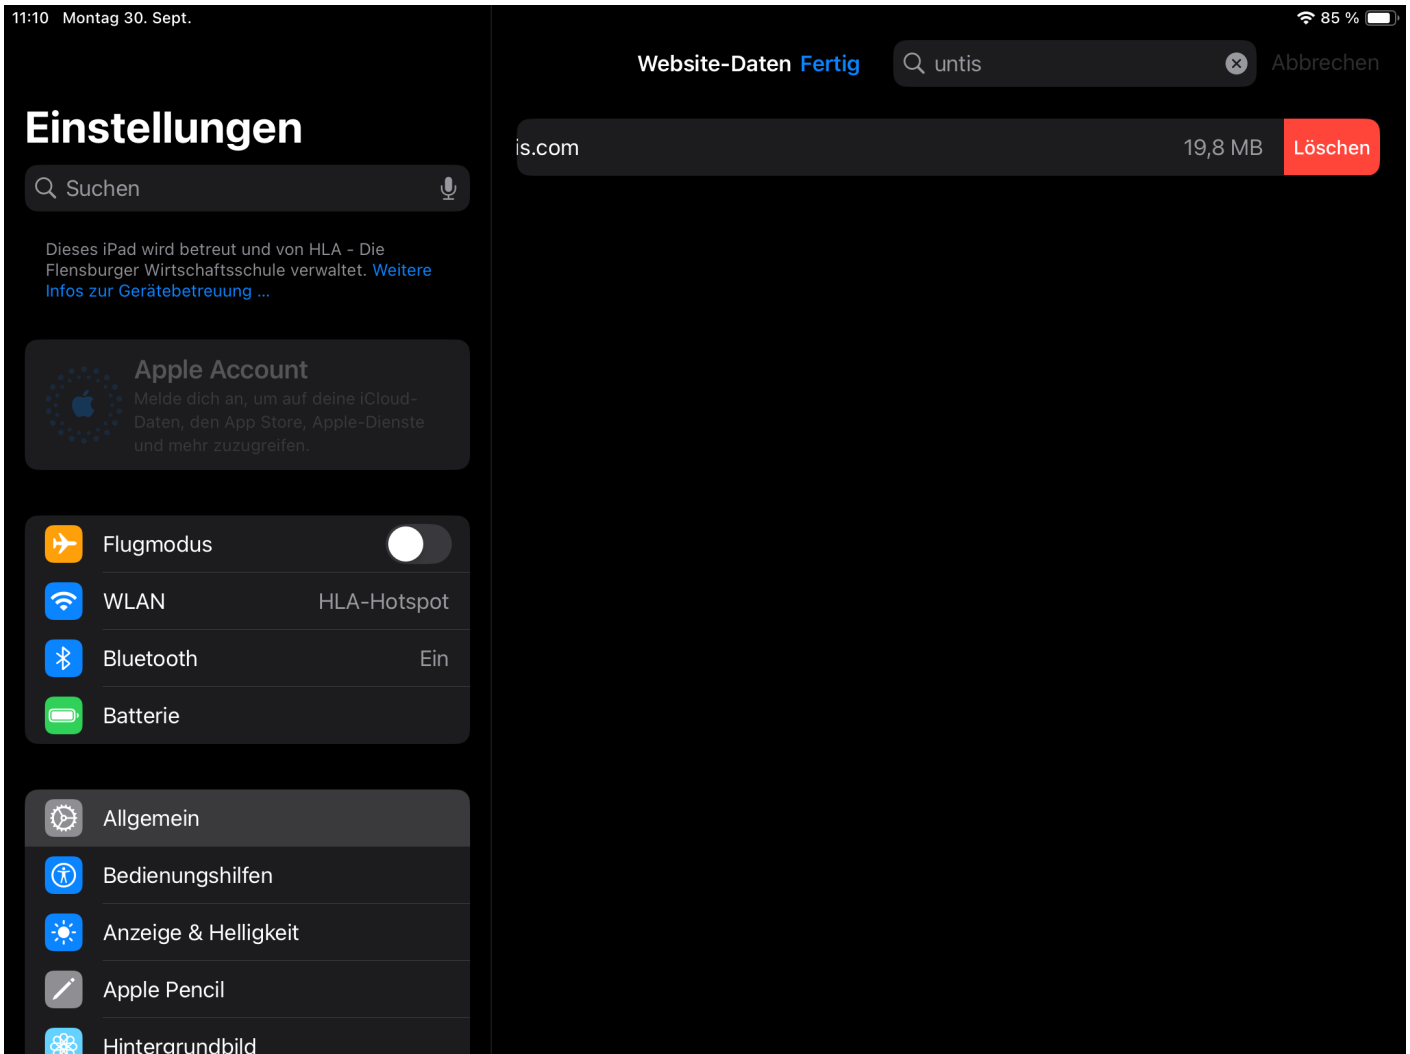 11:10 Montag 30. Sept.
85 %
Einstellungen
Suchen
Dieses iPad wird betreut und von HLA - Die
Flensburger Wirtschaftsschule verwaltet. Weitere
Infos zur Gerätebetreuung ...
Apple Account
Melde dich an, um auf deine iCloud-
Daten, den App Store, Apple-Dienste
und mehr zuzugreifen.
Flugmodus
WLAN HLA-Hotspot
Bluetooth Ein
Batterie
Allgemein
Bedienungshilfen
Anzeige & Helligkeit
Apple Pencil
Hintergrundbild
Website-Daten Fertig
untis
Abbrechen
is.com 19,8 MB Löschen